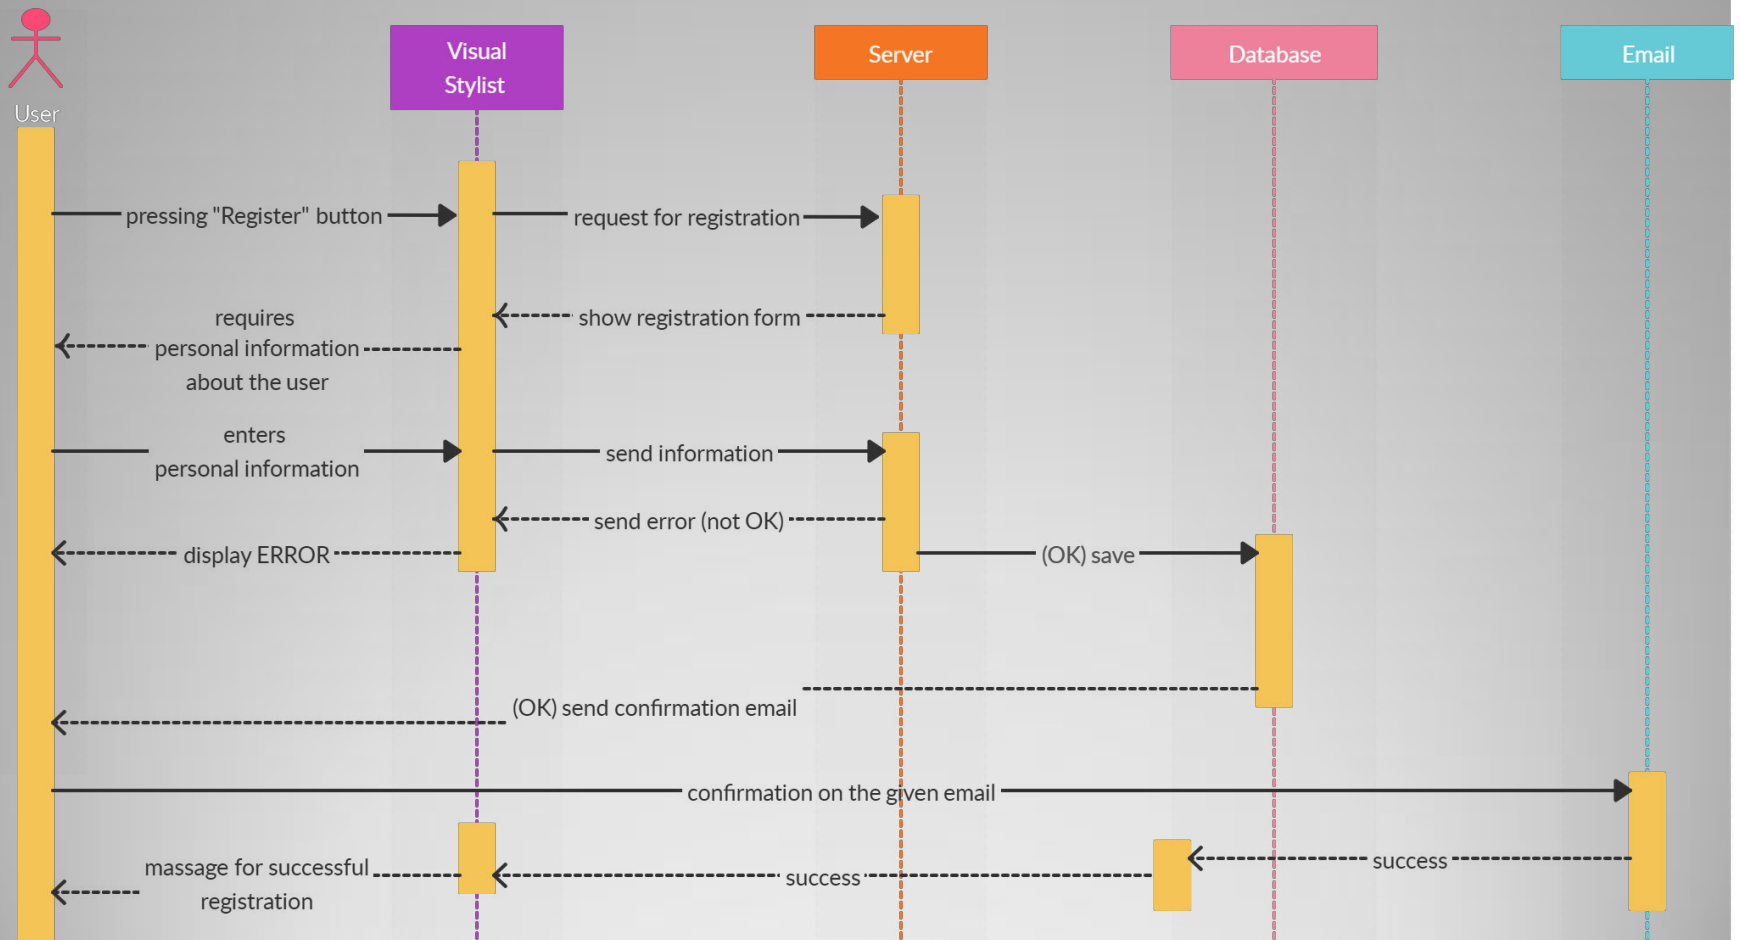 User
Visual
Stylist
Server
Database
Email
pressing "Register" button
request for registration
show registration form
requires
personal information
about the user
enters
personal information
send information
send error (not OK)
display ERROR
(OK) save
(OK) send confirmation email
confirmation on the given email
success
success
massage for successful
registration